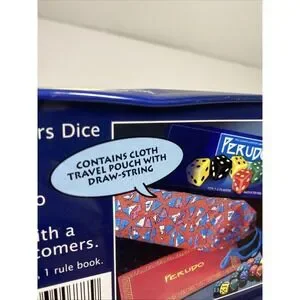 rs Dice
CONTAINS CLOTH
TRAVEL POUCH WITH
DRAW-STRING
PERUDO
o
ith a
comers.
1 rule book.
PERUDO